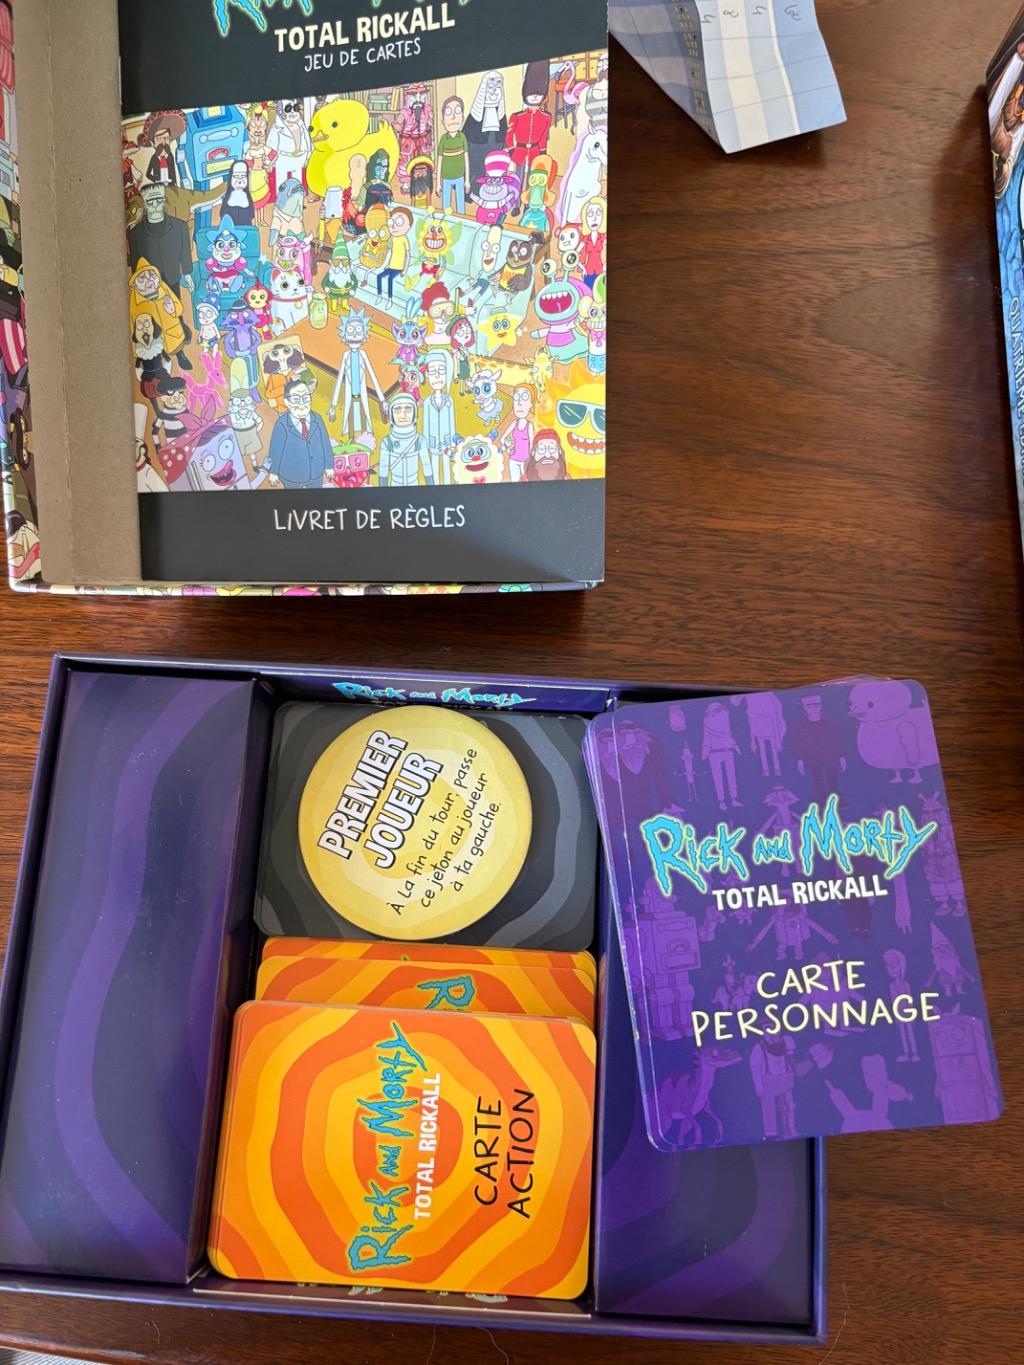 TOTAL RICKALL
JEU DE CARTES
LIVRET DE RÈGLES
Rick and Morty
PREMIER
JOUEUR
À la fin du tour, passe
ce jeton au joueur
à ta gauche.
Rick and Morty
TOTAL RICKALL
CARTE
ACTION
Rick and Morty
TOTAL RICKALL
CARTE
PERSONNAGE
QUATRIÈME